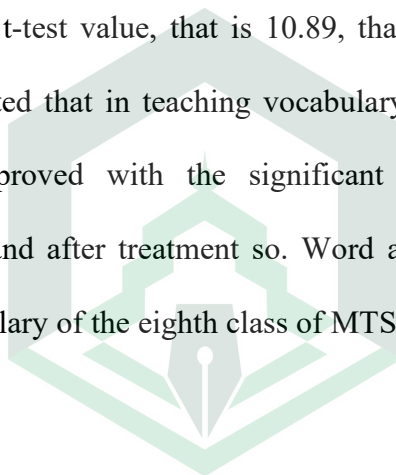 t-test value, that is 10.89, tha
ted that in teaching vocabulary
proved with the significant
nd after treatment so. Word a
lary of the eighth class of MTS